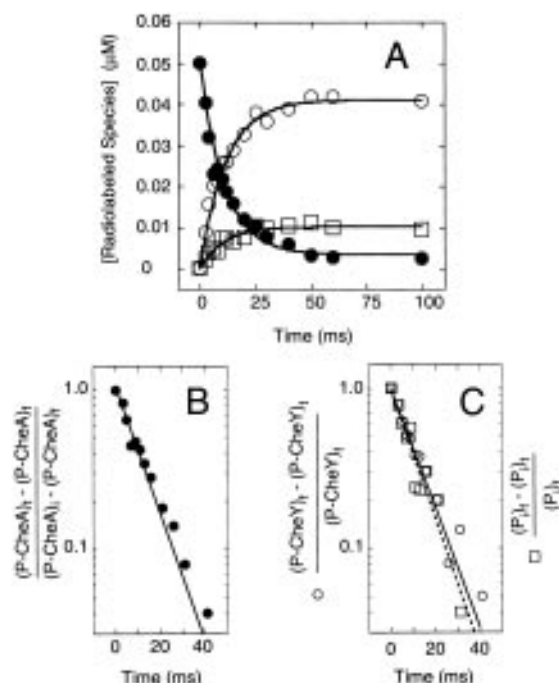 A
[Radiolabeled Species] (μM)
0.06
0.05
0.04
0.03
0.02
0.01
0
0 25 50 75 100
Time (ms)
B
(P-CheA)t - (P-CheA)f
(P-CheA)i - (P-CheA)f
1.0
0.1
0 20 40
Time (ms)
C
(P-CheY)f - (P-CheY)t
(P-CheY)f
1.0
0.1
0 20 40
Time (ms)
(Pi)f - (Pi)t
(Pi)f